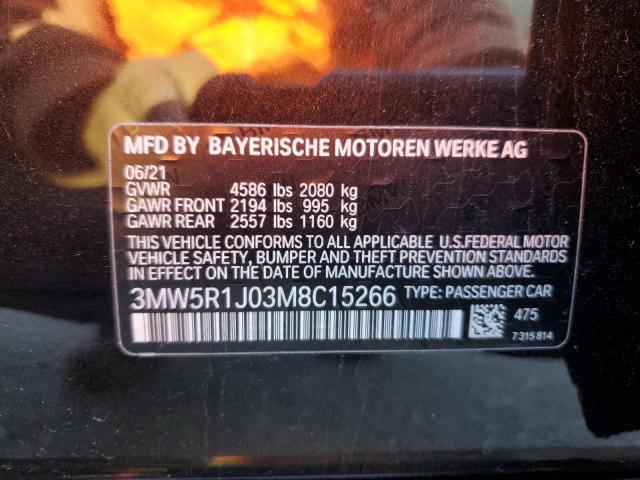 MFD BY BAYERISCHE MOTOREN WERKE AG
06/21
GVWR 4586 lbs 2080 kg
GAWR FRONT 2194 lbs 995 kg
GAWR REAR 2557 lbs 1160 kg
THIS VEHICLE CONFORMS TO ALL APPLICABLE U.S.FEDERAL MOTOR
VEHICLE SAFETY, BUMPER AND THEFT PREVENTION STANDARDS
IN EFFECT ON THE DATE OF MANUFACTURE SHOWN ABOVE.
3MW5R1J03M8C15266 TYPE: PASSENGER CAR
475
7315814